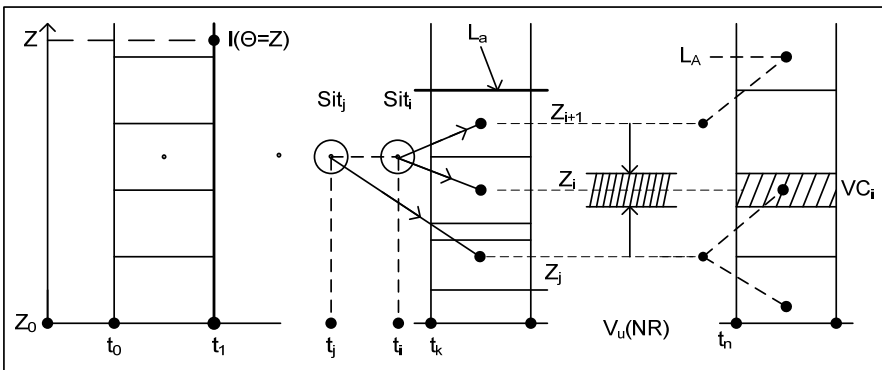 Z
I(Θ=Z)
L_a
L_A
Sit_j
Sit_i
Z_{i+1}
Z_i
VC_i
Z_j
Z_0
t_0
t_1
t_j
t_i
t_k
V_u(NR)
t_n